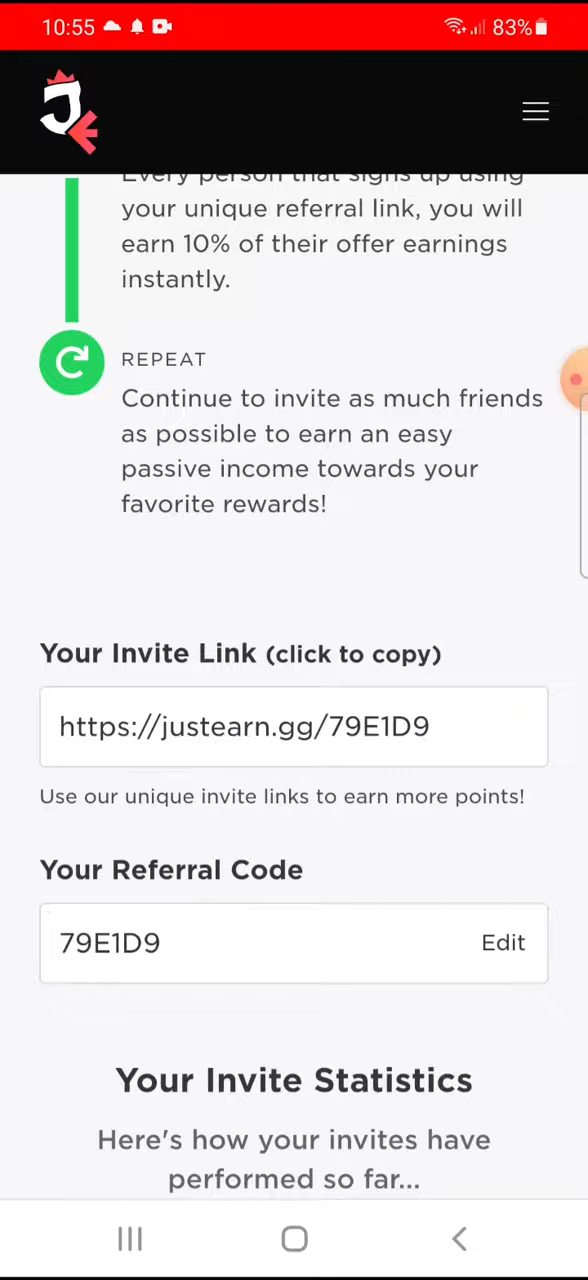 10:55 83%
Every person that signs up using
your unique referral link, you will
earn 10% of their offer earnings
instantly.
REPEAT
Continue to invite as much friends
as possible to earn an easy
passive income towards your
favorite rewards!
Your Invite Link (click to copy)
https://justearn.gg/79E1D9
Use our unique invite links to earn more points!
Your Referral Code
79E1D9 Edit
Your Invite Statistics
Here's how your invites have
performed so far...